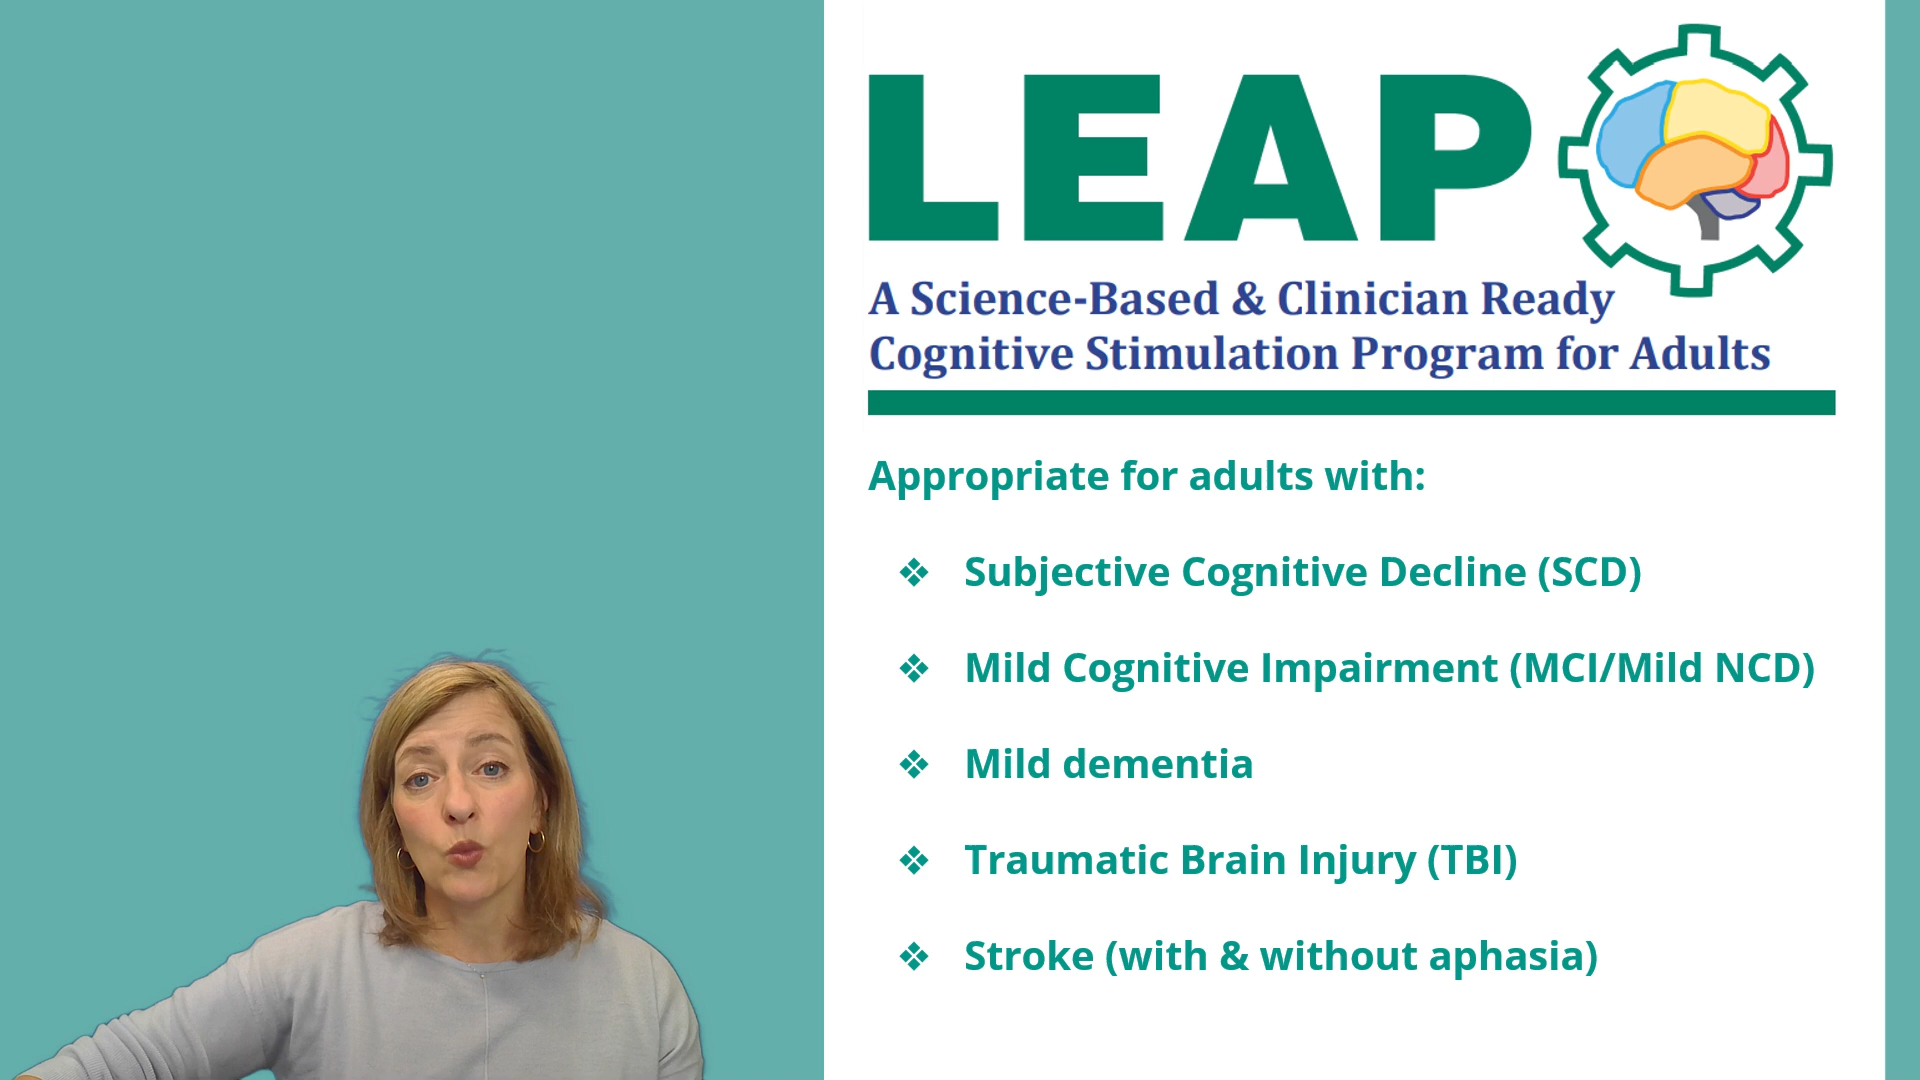 LEAP
A Science-Based & Clinician Ready
Cognitive Stimulation Program for Adults
Appropriate for adults with:
❖ Subjective Cognitive Decline (SCD)
❖ Mild Cognitive Impairment (MCI/Mild NCD)
❖ Mild dementia
❖ Traumatic Brain Injury (TBI)
❖ Stroke (with & without aphasia)